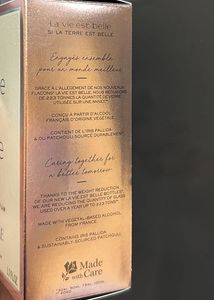 La vie est belle
SI LA TERRE EST BELLE
Engagés ensemble
pour un monde meilleur
GRÂCE À L'ALLÈGEMENT DE NOS NOUVEAUX
FLACONS LA VIE EST BELLE, NOUS RÉDUISONS
DE 223 TONNES LA QUANTITÉ DE VERRE
UTILISÉE SUR UNE ANNÉE*.
CONÇU À PARTIR D'ALCOOL
FRANÇAIS D'ORIGINE VÉGÉTALE
CONTIENT DE L'IRIS PALLIDA
& DU PATCHOULI SOURCÉ DURABLEMENT.
Caring together for
a better tomorrow
THANKS TO THE WEIGHT REDUCTION
OF OUR NEW LA VIE EST BELLE BOTTLES,
WE ARE REDUCING THE QUANTITY OF GLASS
USED OVER A YEAR UP TO 223 TONS*.
MADE WITH VEGETAL-BASED ALCOHOL
FROM FRANCE
CONTAINS IRIS PALLIDA
& SUSTAINABLY-SOURCED PATCHOULI.
Made
with Care